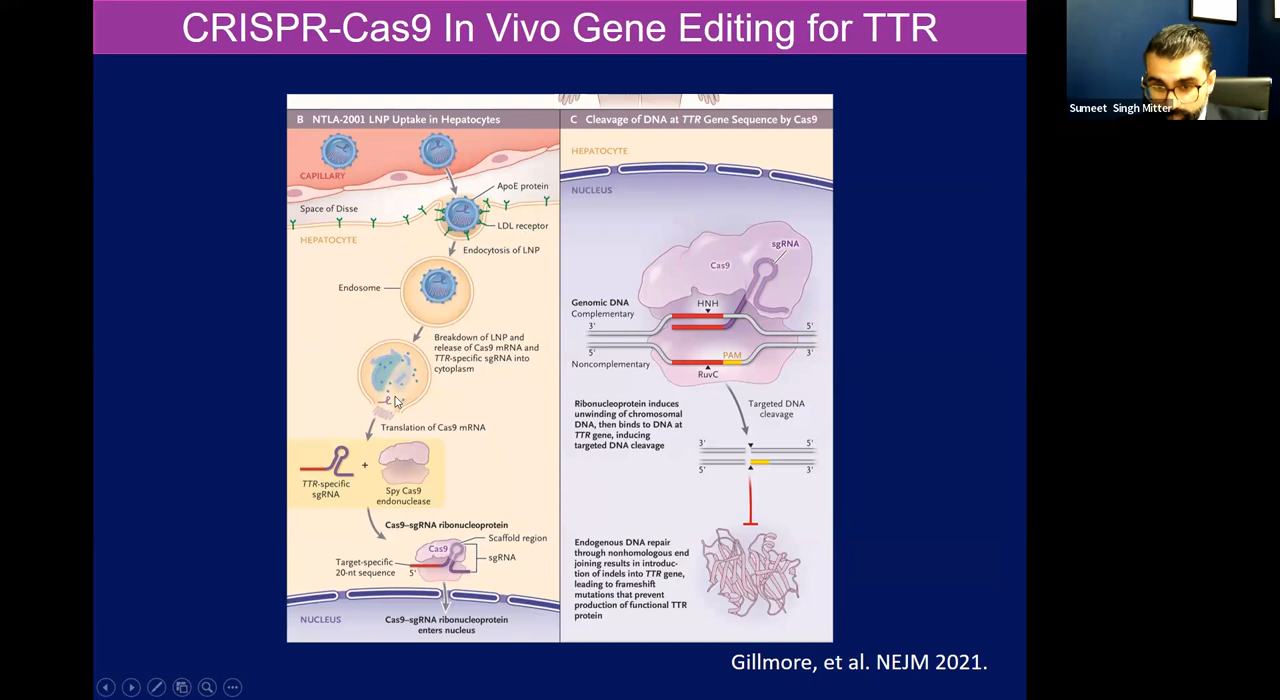 CRISPR-Cas9 In Vivo Gene Editing for TTR
Sumeet Singh Mitter
B NTLA-2001 LNP Uptake in Hepatocytes
CAPILLARY
ApoE protein
Space of Disse
LDL receptor
HEPATOCYTE
Endocytosis of LNP
Endosome
Breakdown of LNP and
release of Cas9 mRNA and
TTR-specific sgRNA into
cytoplasm
Translation of Cas9 mRNA
+
TTR-specific
sgRNA
Spy Cas9
endonuclease
Cas9–sgRNA ribonucleoprotein
Scaffold region
Cas9
sgRNA
Target-specific
20-nt sequence
5'
NUCLEUS
Cas9–sgRNA ribonucleoprotein
enters nucleus
C Cleavage of DNA at TTR Gene Sequence by Cas9
HEPATOCYTE
NUCLEUS
sgRNA
Cas9
Genomic DNA
Complementary
HNH
3'
5'
5'
3'
PAM
Noncomplementary
RuvC
Ribonucleoprotein induces
unwinding of chromosomal
DNA, then binds to DNA at
TTR gene, inducing
targeted DNA cleavage
Targeted DNA
cleavage
3'
5'
5'
3'
Endogenous DNA repair
through nonhomologous end
joining results in introduc-
tion of indels into TTR gene,
leading to frameshift
mutations that prevent
production of functional TTR
protein
Gillmore, et al. NEJM 2021.